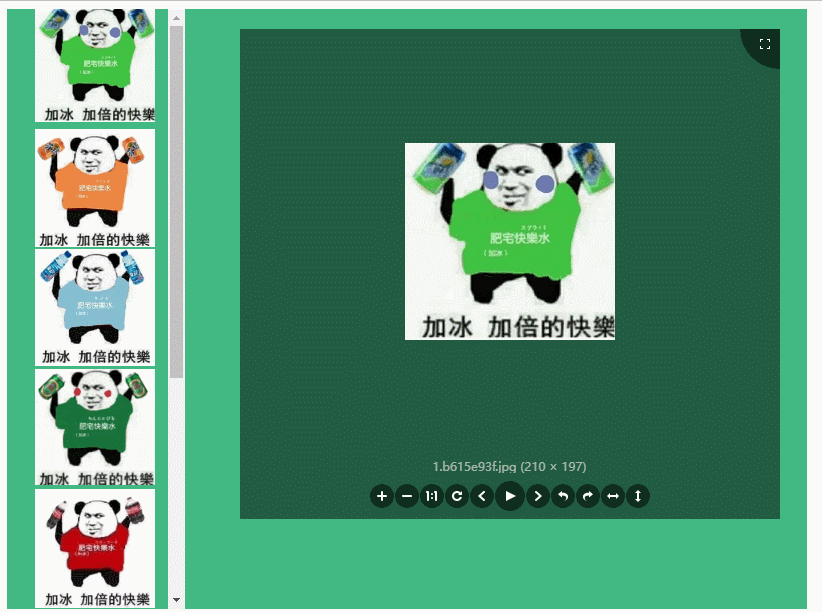 肥宅快樂水
(加冰)
加冰 加倍的快樂
肥宅快樂水
(加冰)
加冰 加倍的快樂
肥宅快樂水
加冰 加倍的快樂
肥宅快樂水
(加冰)
加冰 加倍的快樂
肥宅快樂水
(加冰)
加冰 加倍的快樂
スプライト
肥宅快樂水
(加冰)
加冰 加倍的快樂
1.b615e93f.jpg (210 × 197)
1:1